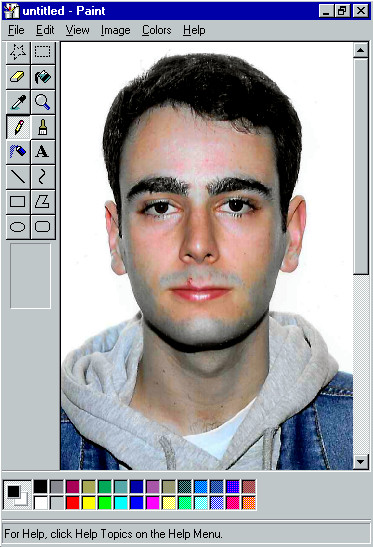 untitled - Paint
File Edit View Image Colors Help
A
For Help, click Help Topics on the Help Menu.